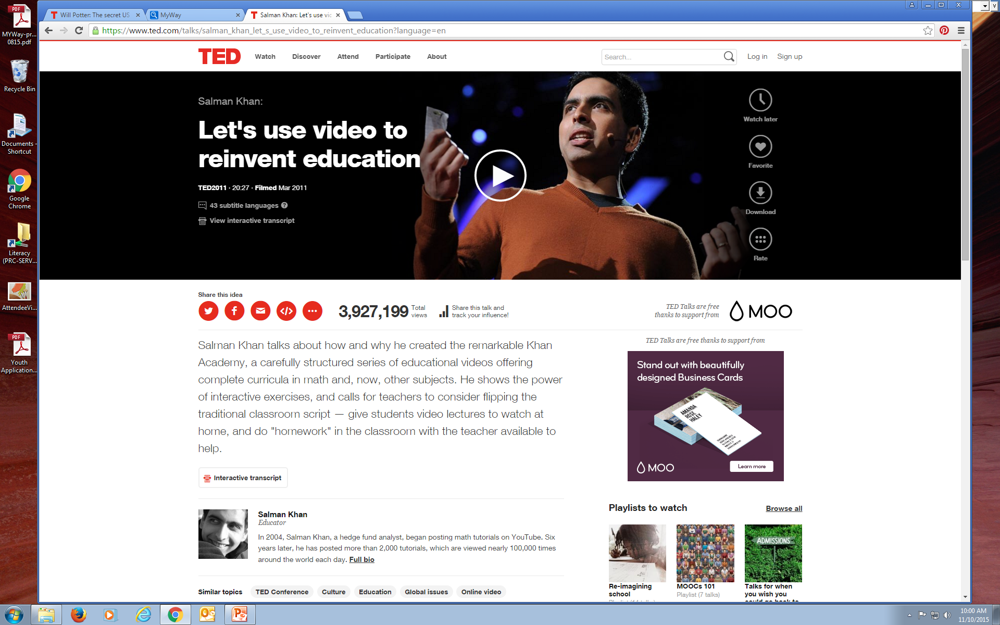 Will Potter: The secret US
MyWay
Salman Khan: Let's use vic
https://www.ted.com/talks/salman_khan_let_s_use_video_to_reinvent_education?language=en
PDF
MYWay-pr...
0815.pdf
Recycle Bin
Documents -
Shortcut
Google
Chrome
Literacy
(PRC-SERV...
AttendeeVi...
PDF
Youth
Application...
TED
Watch
Discover
Attend
Participate
About
Search...
Log in
Sign up
Salman Khan:
Let's use video to
reinvent education
TED2011 · 20:27 · Filmed Mar 2011
43 subtitle languages ?
View interactive transcript
Watch later
Favorite
Download
Rate
Share this idea
3,927,199
Total
views
Share this talk and
track your influence!
TED Talks are free
thanks to support from
MOO
Salman Khan talks about how and why he created the remarkable Khan
Academy, a carefully structured series of educational videos offering
complete curricula in math and, now, other subjects. He shows the power
of interactive exercises, and calls for teachers to consider flipping the
traditional classroom script — give students video lectures to watch at
home, and do "homework" in the classroom with the teacher available to
help.
Interactive transcript
TED Talks are free thanks to support from
Stand out with beautifully
designed Business Cards
AMANDA
ROSE
HALEY
MOO
Learn more
Salman Khan
Educator
In 2004, Salman Khan, a hedge fund analyst, began posting math tutorials on YouTube. Six
years later, he has posted more than 2,000 tutorials, which are viewed nearly 100,000 times
around the world each day. Full bio
Similar topics
TED Conference
Culture
Education
Global issues
Online video
Playlists to watch
Browse all
Re-imagining
school
MOOCs 101
Playlist (7 talks)
ADMISSIONS
Talks for when
you wish you
could go back to
10:00 AM
11/10/2015